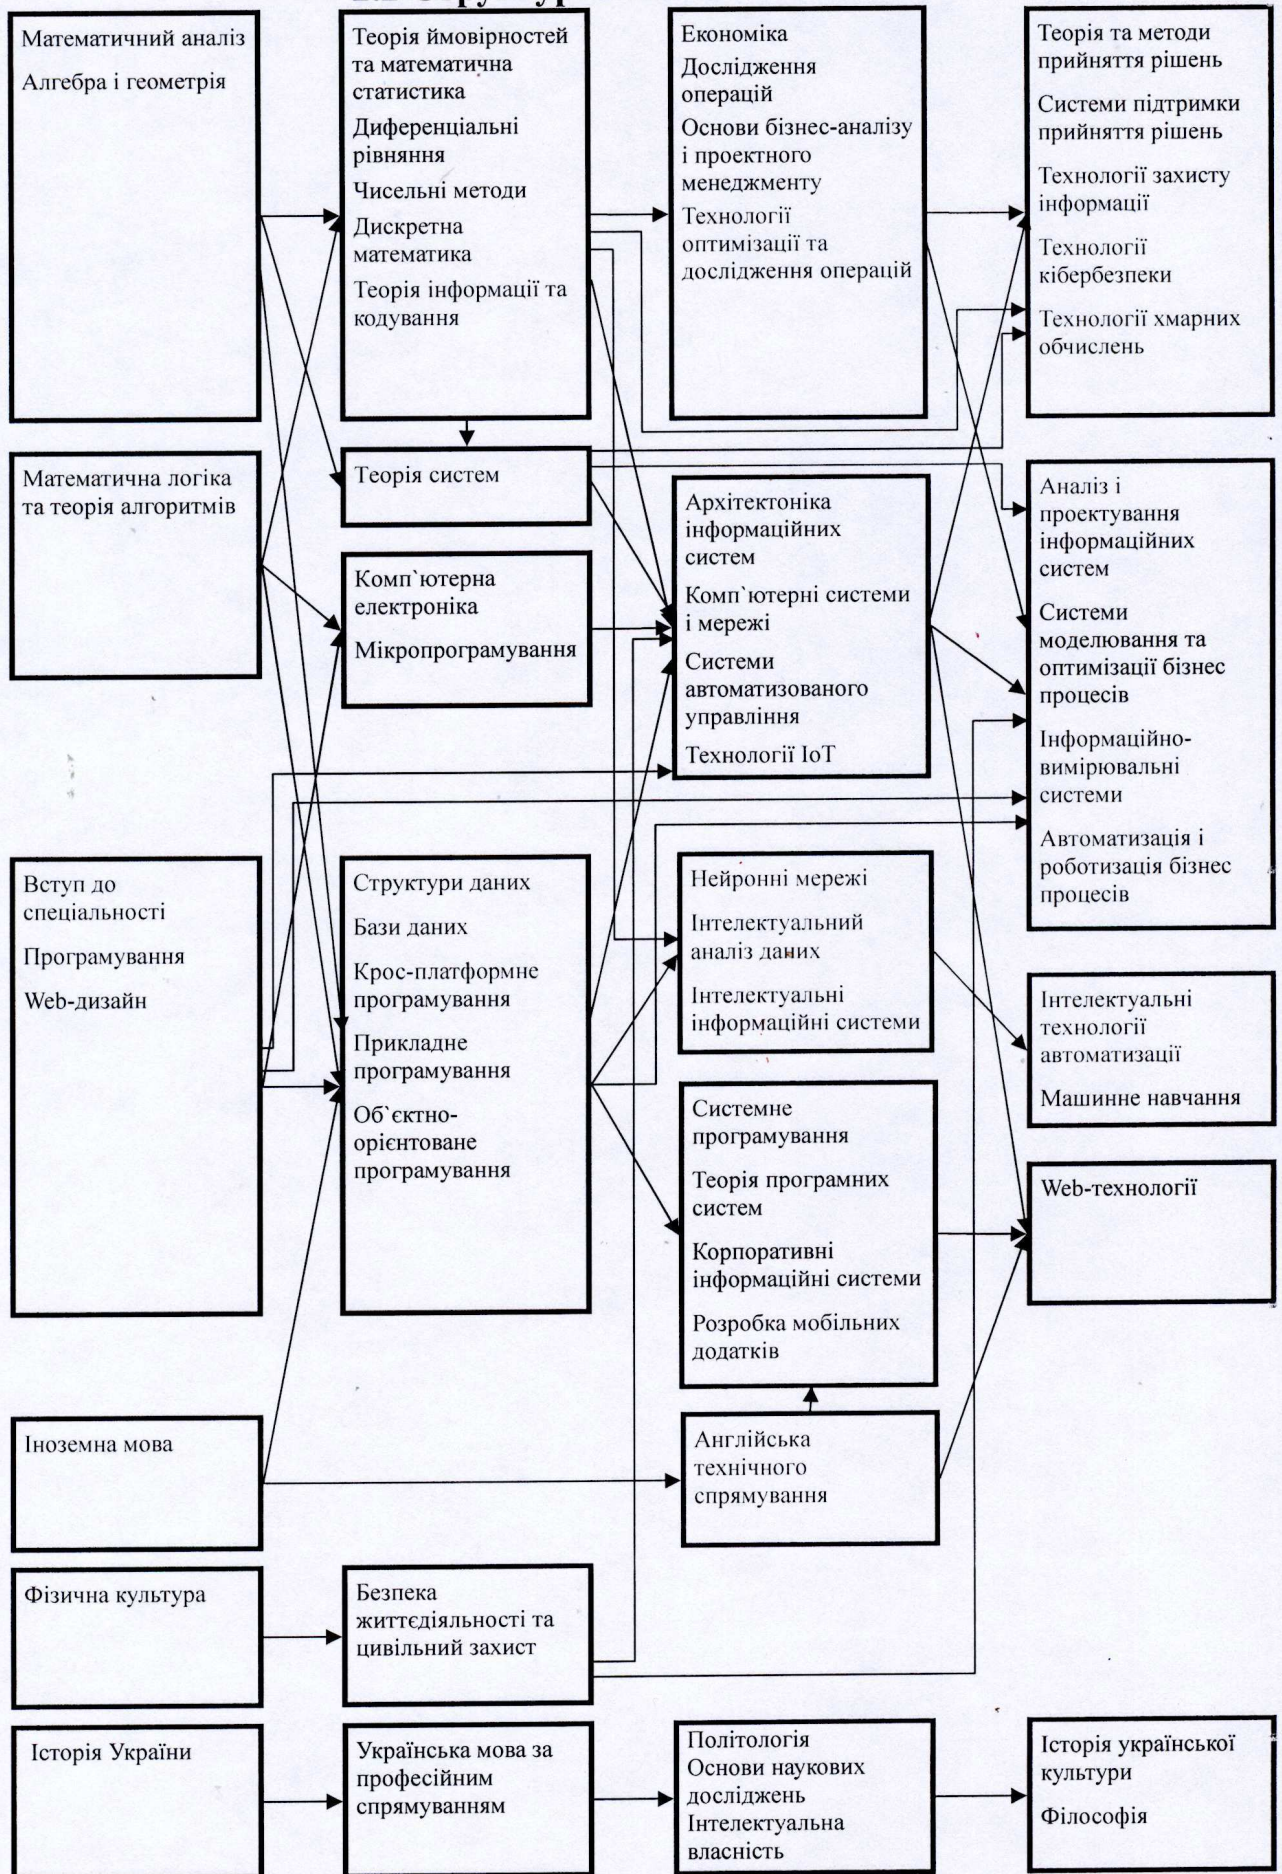 Математичний аналіз
Алгебра і геометрія
Теорія ймовірностей
та математична
статистика
Диференціальні
рівняння
Чисельні методи
Дискретна
математика
Теорія інформації та
кодування
Економіка
Дослідження
операцій
Основи бізнес-аналізу
і проектного
менеджменту
Технології
оптимізації та
дослідження операцій
Теорія та методи
прийняття рішень
Системи підтримки
прийняття рішень
Технології захисту
інформації
Технології
кібербезпеки
Технології хмарних
обчислень
Математична логіка
та теорія алгоритмів
Теорія систем
Комп`ютерна
електроніка
Мікропрограмування
Архітектоніка
інформаційних
систем
Комп`ютерні системи
і мережі
Системи
автоматизованого
управління
Технології ІоТ
Аналіз і
проектування
інформаційних
систем
Системи
моделювання та
оптимізації бізнес
процесів
Інформаційно-
вимірювальні
системи
Автоматизація і
роботизація бізнес
процесів
Вступ до
спеціальності
Програмування
Web-дизайн
Структури даних
Бази даних
Крос-платформне
програмування
Прикладне
програмування
Об`єктно-
орієнтоване
програмування
Нейронні мережі
Інтелектуальний
аналіз даних
Інтелектуальні
інформаційні системи
Інтелектуальні
технології
автоматизації
Машинне навчання
Системне
програмування
Теорія програмних
систем
Корпоративні
інформаційні системи
Розробка мобільних
додатків
Web-технології
Іноземна мова
Англійська
технічного
спрямування
Фізична культура
Безпека
життєдіяльності та
цивільний захист
Історія України
Українська мова за
професійним
спрямуванням
Політологія
Основи наукових
досліджень
Інтелектуальна
власність
Історія української
культури
Філософія